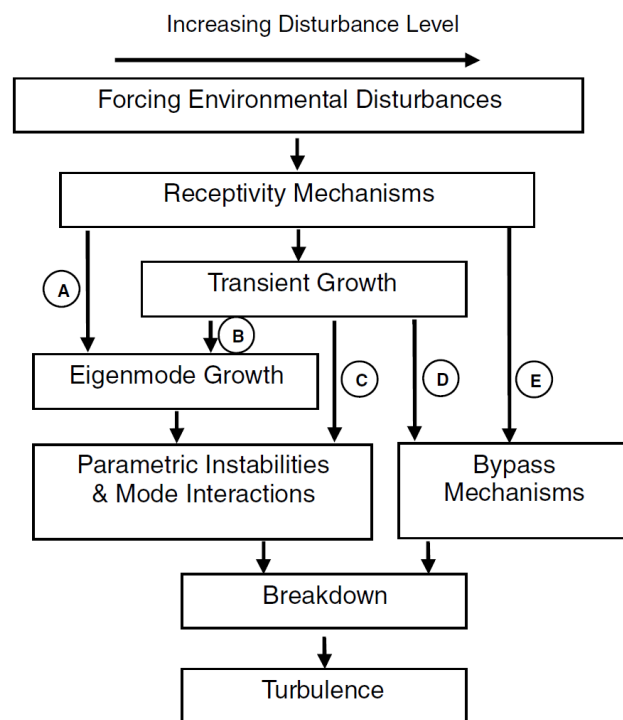 Increasing Disturbance Level
Forcing Environmental Disturbances
Receptivity Mechanisms
A
Transient Growth
B
Eigenmode Growth
C
D
E
Parametric Instabilities
& Mode Interactions
Bypass
Mechanisms
Breakdown
Turbulence